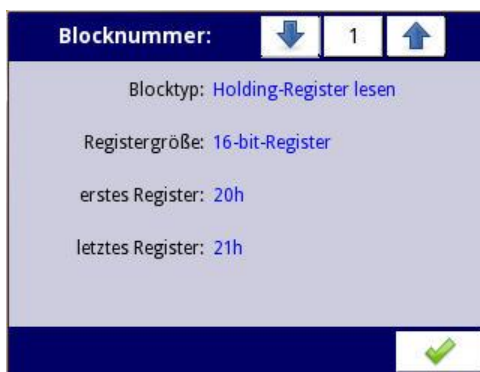 Blocknummer: 1
Blocktyp: Holding-Register lesen
Registergröße: 16-bit-Register
erstes Register: 20h
letztes Register: 21h